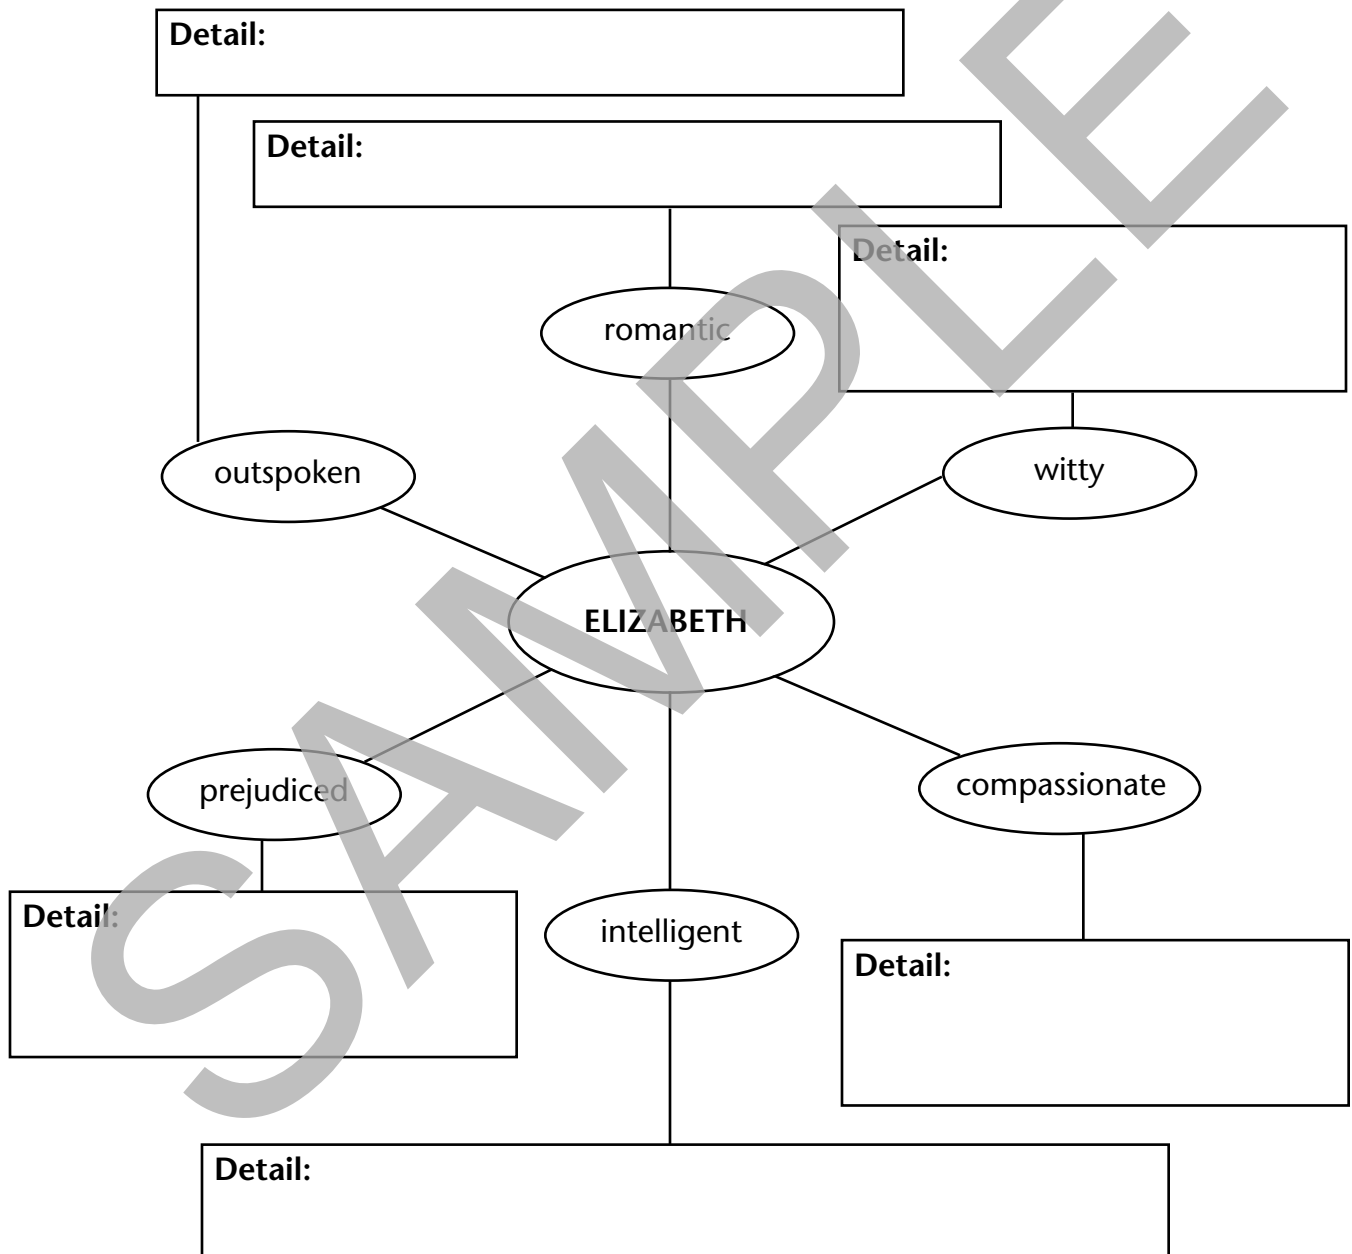 Detail:
Detail:
Detail:
romantic
outspoken
witty
ELIZABETH
prejudiced
compassionate
intelligent
Detail:
Detail:
Detail:
SAMPLE